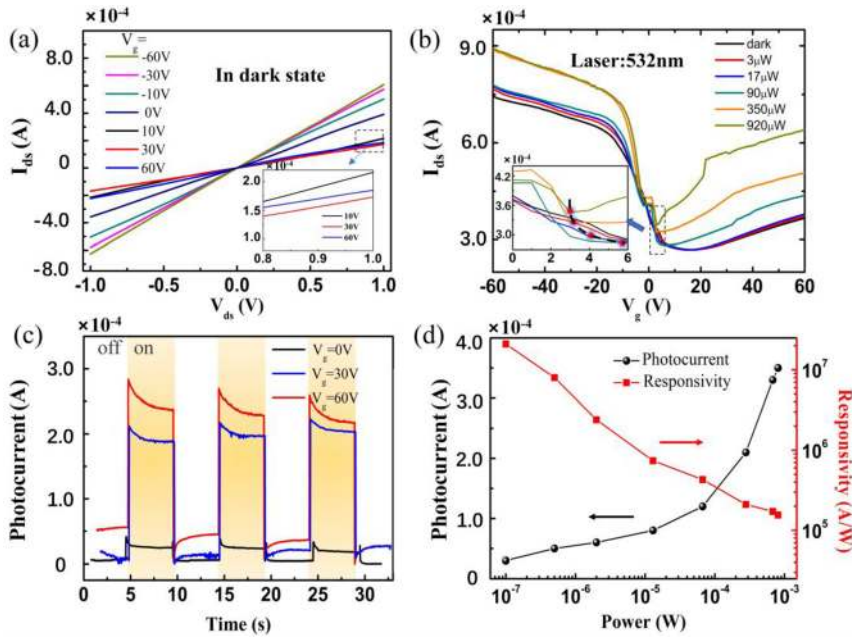 (a)
×10⁻⁴
V_g =
-60V
-30V
-10V
0V
10V
30V
60V
In dark state
8.0
4.0
0
-4.0
-8.0
I_ds (A)
-1.0 -0.5 0.0 0.5 1.0
V_ds (V)
×10⁻⁴
2.0
1.5
1.0
0.8 0.9 1.0
10V
30V
60V
(b)
×10⁻⁴
Laser:532nm
dark
3μW
17μW
90μW
350μW
920μW
9.0
6.0
3.0
I_ds (A)
-60 -40 -20 0 20 40 60
V_g (V)
×10⁻⁴
4.2
3.6
3.0
0 2 4 6
(c)
×10⁻⁴
off on
V_g=0V
V_g=30V
V_g=60V
3.0
2.0
1.0
0
Photocurrent (A)
0 5 10 15 20 25 30
Time (s)
(d)
×10⁻⁴
Photocurrent
Responsivity
4.0
3.0
2.0
1.0
0
Photocurrent (A)
10⁷
10⁶
10⁵
Responsivity (A/W)
10⁻⁷ 10⁻⁶ 10⁻⁵ 10⁻⁴ 10⁻³
Power (W)